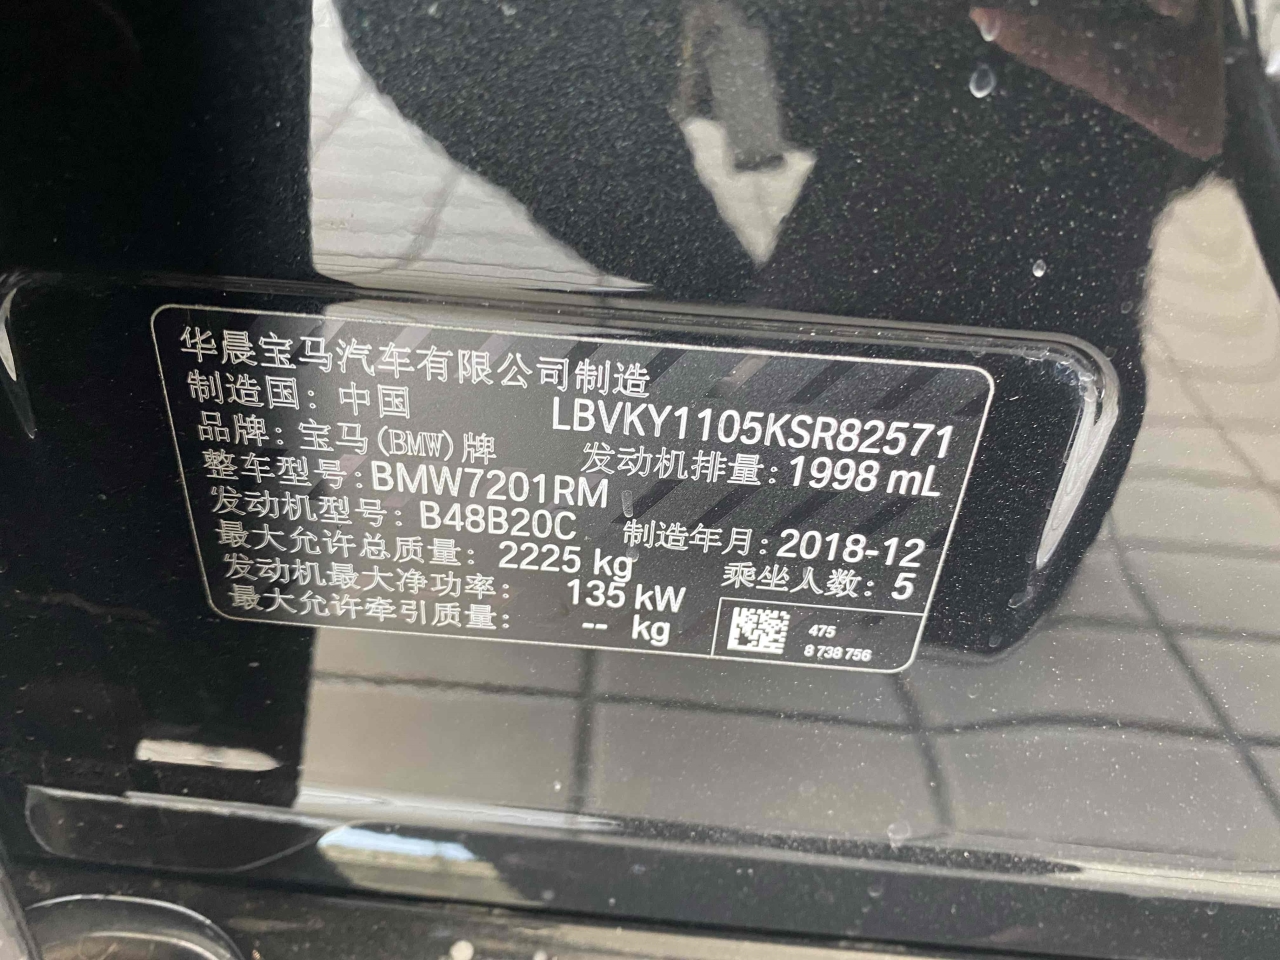 华晨宝马汽车有限公司制造
制造国: 中国
LBVKY1105KSR82571
品牌: 宝马(BMW)牌
发动机排量: 1998 mL
整车型号: BMW7201RM
发动机型号: B48B20C
制造年月: 2018-12
最大允许总质量: 2225 kg
乘坐人数: 5
发动机最大净功率: 135 kW
最大允许牵引质量: -- kg
475
8 738 756